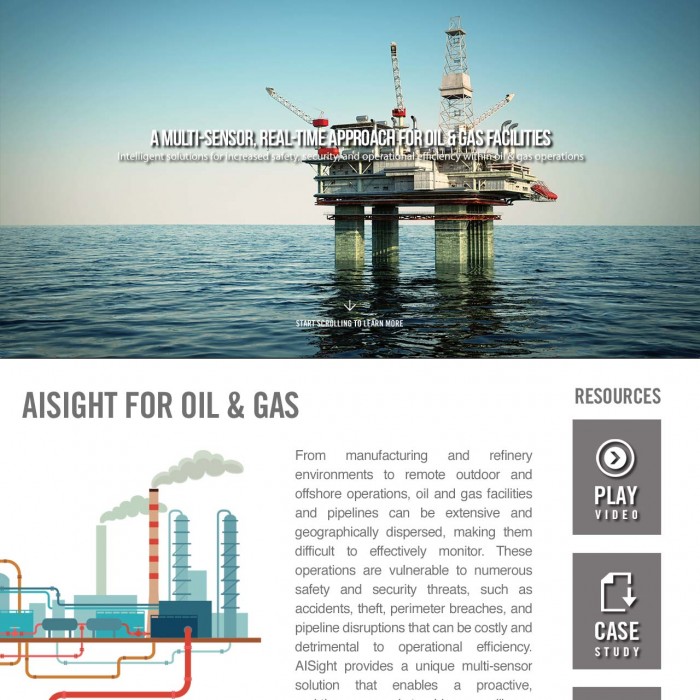 A MULTI-SENSOR, REAL-TIME APPROACH FOR OIL & GAS FACILITIES
Intelligent solutions for increased safety, security, and operational efficiency within oil & gas operations
START SCROLLING TO LEARN MORE
AISIGHT FOR OIL & GAS
From manufacturing and refinery
environments to remote outdoor and
offshore operations, oil and gas facilities
and pipelines can be extensive and
geographically dispersed, making them
difficult to effectively monitor. These
operations are vulnerable to numerous
safety and security threats, such as
accidents, theft, perimeter breaches, and
pipeline disruptions that can be costly and
detrimental to operational efficiency.
AISight provides a unique multi-sensor
solution that enables a proactive,
RESOURCES
PLAY
VIDEO
CASE
STUDY